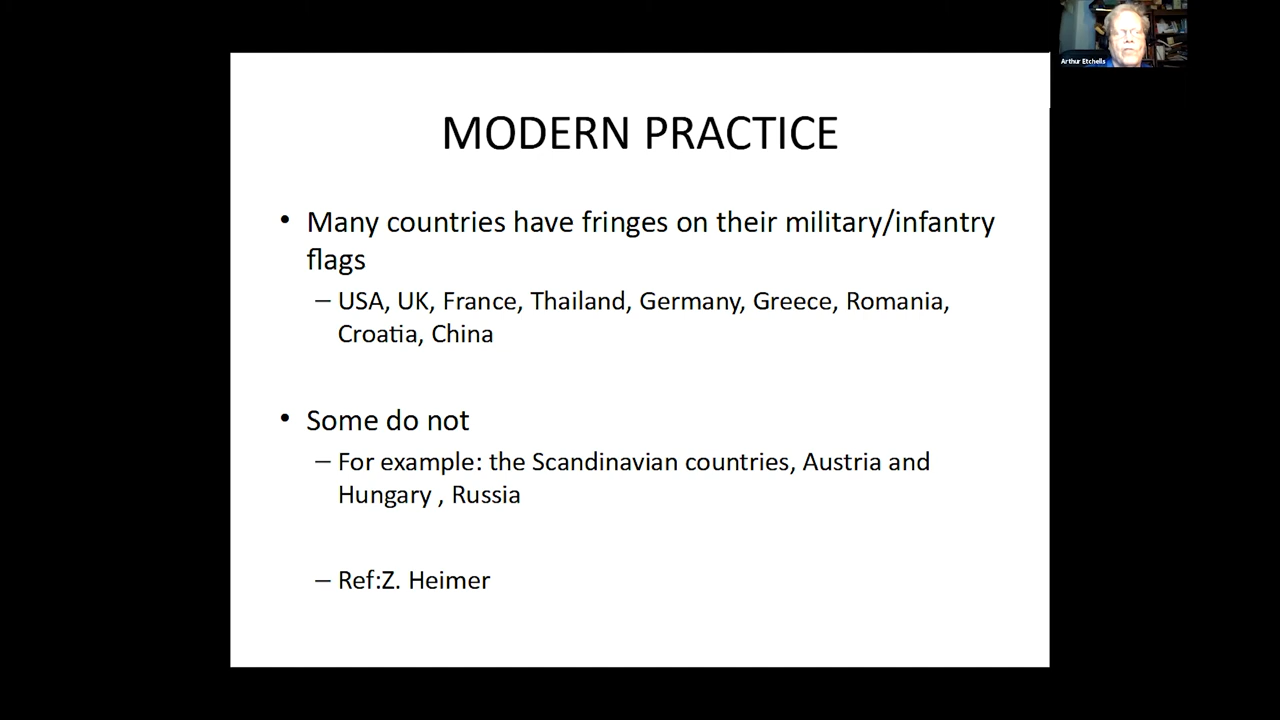 Arthur Etchells
MODERN PRACTICE
• Many countries have fringes on their military/infantry
flags
– USA, UK, France, Thailand, Germany, Greece, Romania,
Croatia, China
• Some do not
– For example: the Scandinavian countries, Austria and
Hungary , Russia
– Ref:Z. Heimer